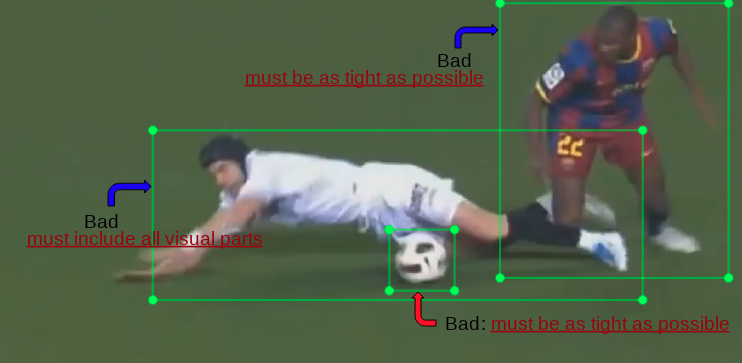 Bad
must be as tight as possible
22
Bad
must include all visual parts
Bad: must be as tight as possible